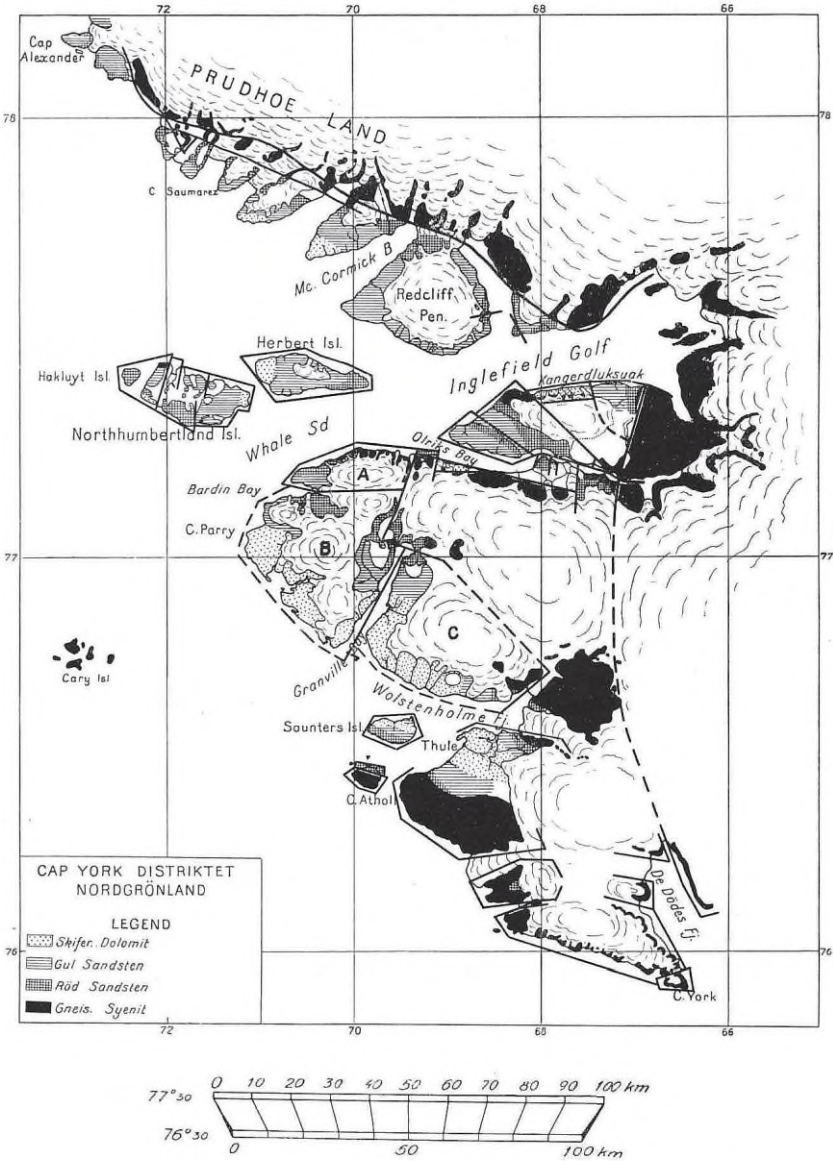 72
70
68
66
Cap
Alexander
PRUDHOE LAND
78
78
C Saumarez
Mc. Cormick B
Redcliff
Pen.
Herbert Isl.
Inglefield Golf
Hakluyt Isl.
Kangerdluksuak
Northhumbertland Isl.
Whale Sd
Olriks Bay
A
H
Bardin Bay
C. Parry
B
77
77
C
Cary Isl
Granville
Wolstenholme Fj.
Saunters Isl.
Thule
C. Atholl
CAP YORK DISTRIKTET
NORDGRÖNLAND
De Dödes Fj.
LEGEND
Skifer. Dolomit
76
Gul Sandsten
76
Röd Sandsten
Gneis. Syenit
C. York
72
70
68
66
0 10 20 30 40 50 60 70 80 90 100 km
77°30
76°30
0 50 100 km